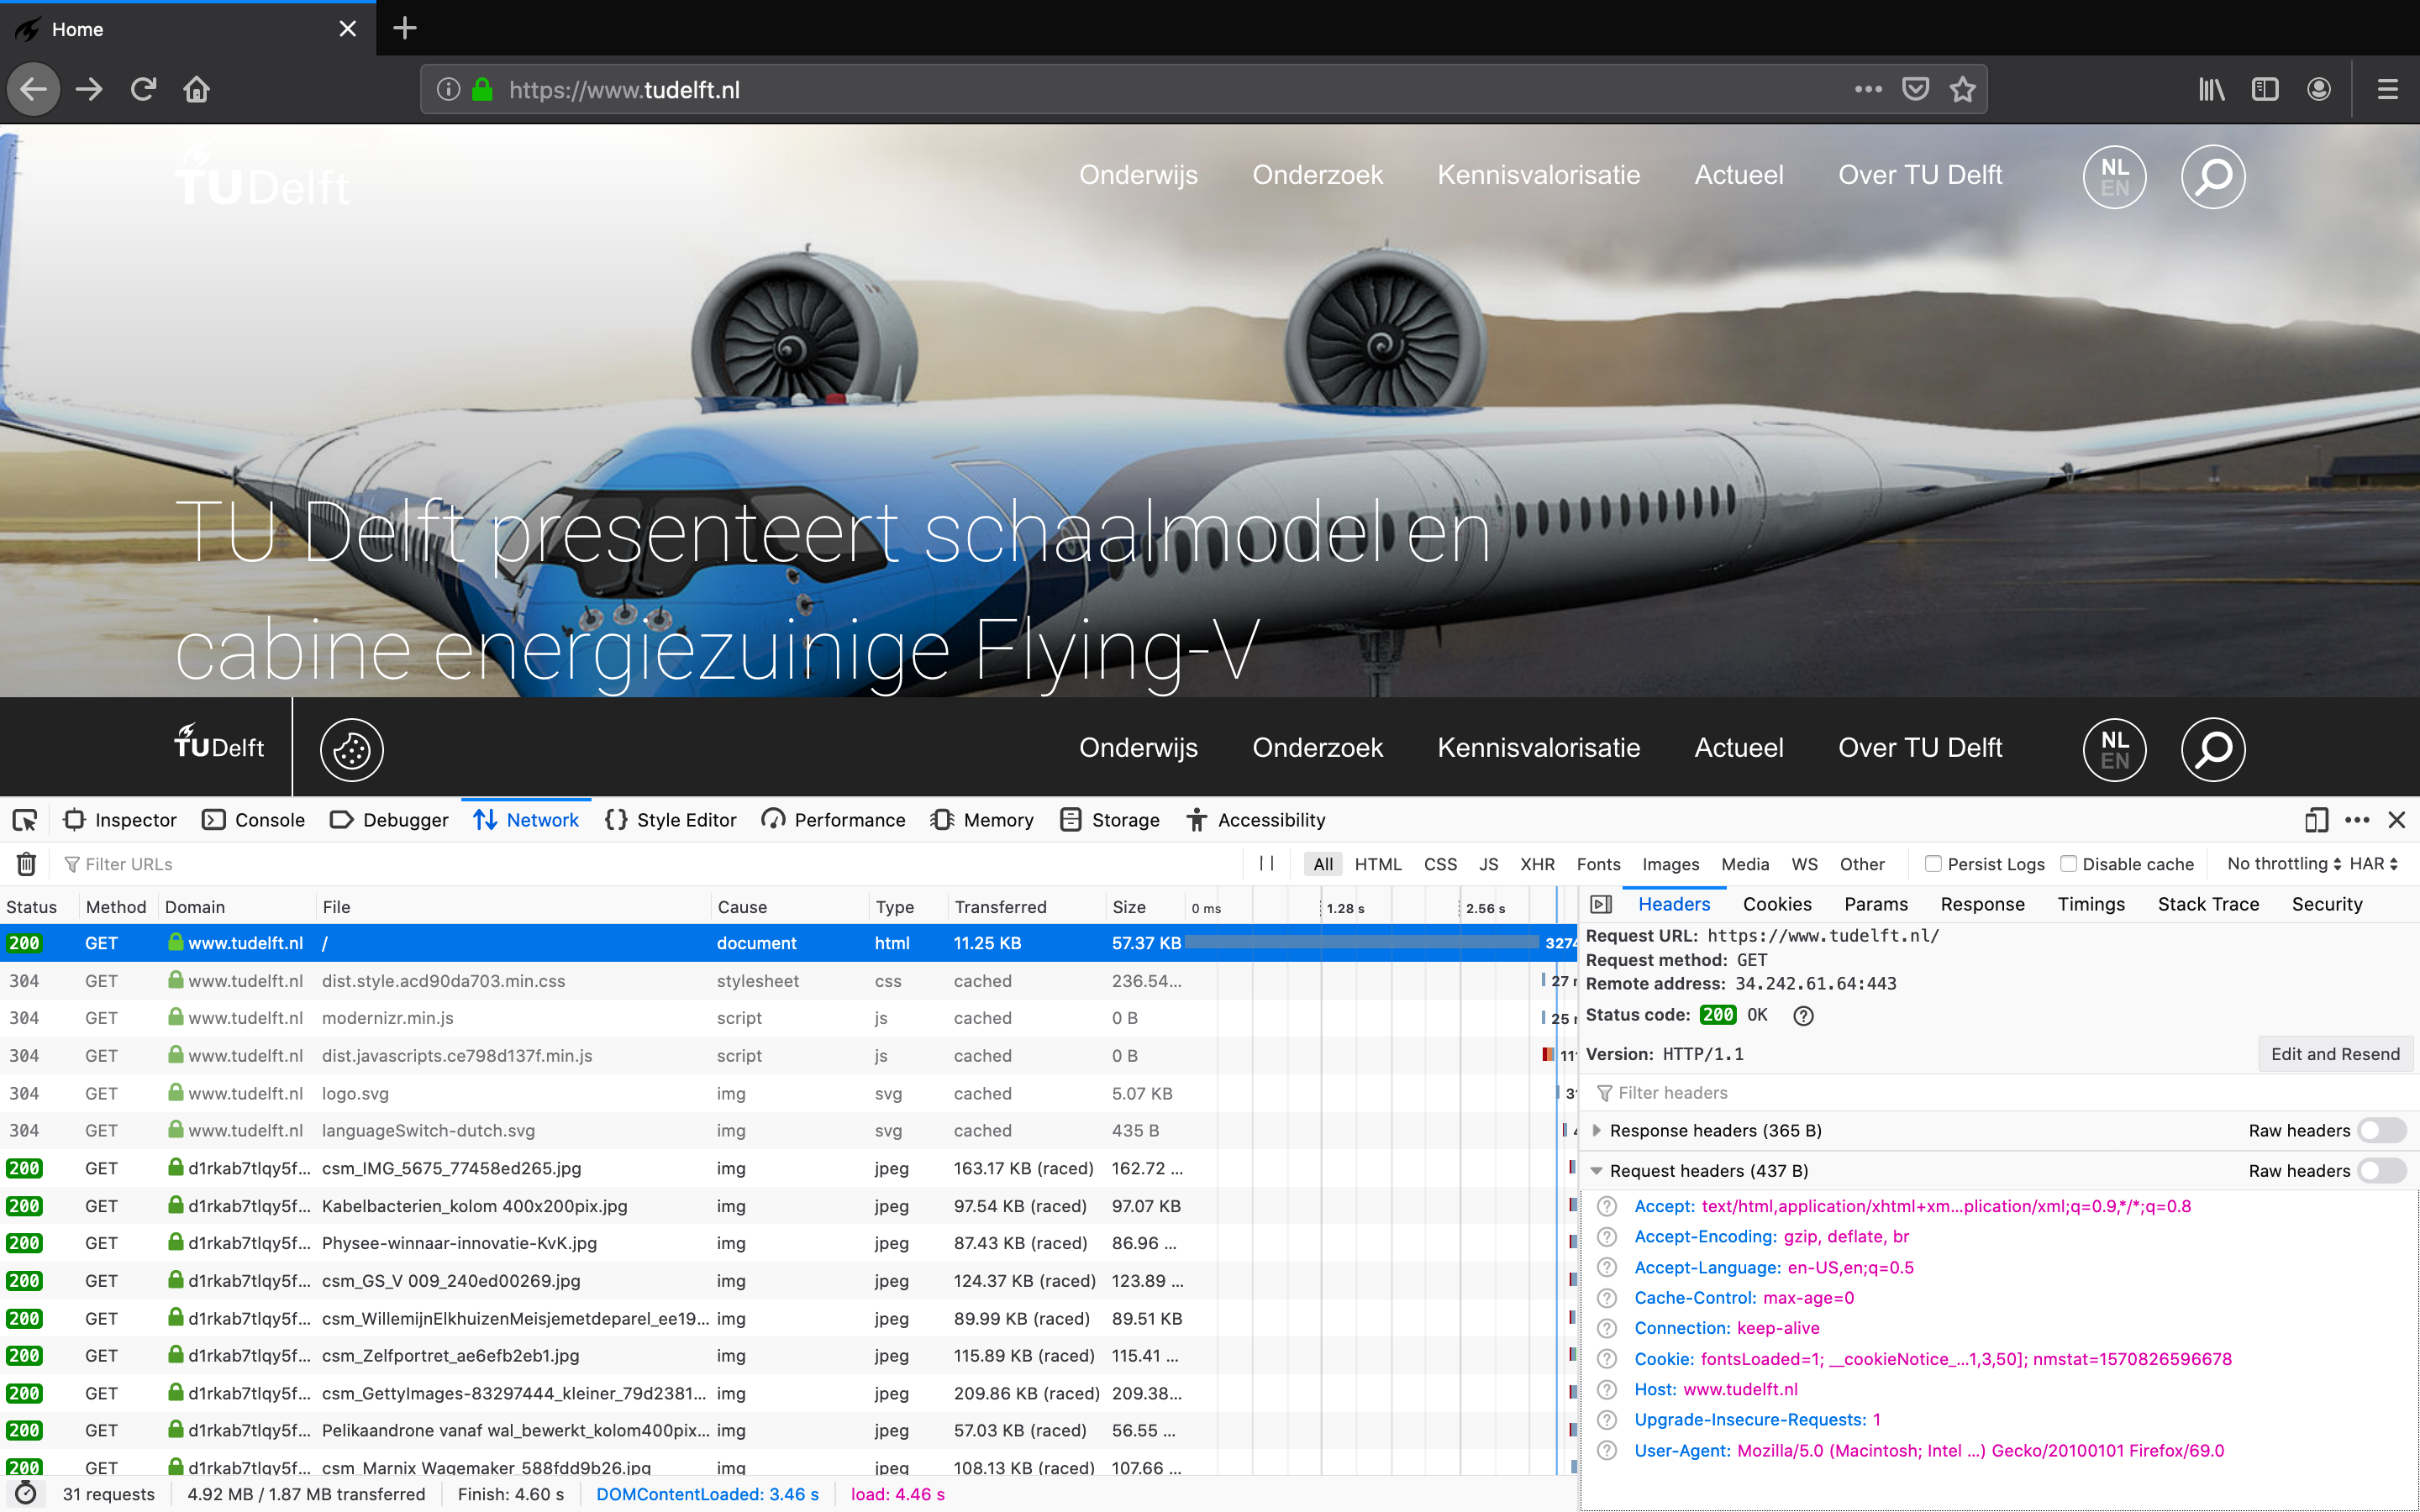 Home
https://www.tudelft.nl
TU Delft
Onderwijs Onderzoek Kennisvalorisatie Actueel Over TU Delft NL EN
TU Delft presenteert schaalmodel en
cabine energiezuinige Flying-V
TU Delft Onderwijs Onderzoek Kennisvalorisatie Actueel Over TU Delft NL EN
Inspector Console Debugger Network Style Editor Performance Memory Storage Accessibility
Filter URLs All HTML CSS JS XHR Fonts Images Media WS Other Persist Logs Disable cache No throttling HAR
Status Method Domain File Cause Type Transferred Size 0 ms 1.28 s 2.56 s
200 GET www.tudelft.nl / document html 11.25 KB 57.37 KB 3274
304 GET www.tudelft.nl dist.style.acd90da703.min.css stylesheet css cached 236.54… 27
304 GET www.tudelft.nl modernizr.min.js script js cached 0 B 25
304 GET www.tudelft.nl dist.javascripts.ce798d137f.min.js script js cached 0 B 11
304 GET www.tudelft.nl logo.svg img svg cached 5.07 KB
304 GET www.tudelft.nl languageSwitch-dutch.svg img svg cached 435 B
200 GET d1rkab7tlqy5f… csm_IMG_5675_77458ed265.jpg img jpeg 163.17 KB (raced) 162.72 …
200 GET d1rkab7tlqy5f… Kabelbacterien_kolom 400x200pix.jpg img jpeg 97.54 KB (raced) 97.07 KB
200 GET d1rkab7tlqy5f… Physee-winnaar-innovatie-KvK.jpg img jpeg 87.43 KB (raced) 86.96 …
200 GET d1rkab7tlqy5f… csm_GS_V 009_240ed00269.jpg img jpeg 124.37 KB (raced) 123.89 …
200 GET d1rkab7tlqy5f… csm_WillemijnElkhuizenMeisjemetdeparel_ee19… img jpeg 89.99 KB (raced) 89.51 KB
200 GET d1rkab7tlqy5f… csm_Zelfportret_ae6efb2eb1.jpg img jpeg 115.89 KB (raced) 115.41 …
200 GET d1rkab7tlqy5f… csm_GettyImages-83297444_kleiner_79d2381… img jpeg 209.86 KB (raced) 209.38…
200 GET d1rkab7tlqy5f… Pelikaandrone vanaf wal_bewerkt_kolom400pix… img jpeg 57.03 KB (raced) 56.55 …
200 GET d1rkab7tlqy5f… csm_Marnix Wagemaker_588fdd9b26.jpg img jpeg 108.13 KB (raced) 107.66 …
31 requests 4.92 MB / 1.87 MB transferred Finish: 4.60 s DOMContentLoaded: 3.46 s load: 4.46 s
Headers Cookies Params Response Timings Stack Trace Security
Request URL: https://www.tudelft.nl/
Request method: GET
Remote address: 34.242.61.64:443
Status code: 200 OK
Version: HTTP/1.1 Edit and Resend
Filter headers
Response headers (365 B) Raw headers
Request headers (437 B) Raw headers
Accept: text/html,application/xhtml+xm…plication/xml;q=0.9,*/*;q=0.8
Accept-Encoding: gzip, deflate, br
Accept-Language: en-US,en;q=0.5
Cache-Control: max-age=0
Connection: keep-alive
Cookie: fontsLoaded=1; __cookieNotice_…1,3,50]; nmstat=1570826596678
Host: www.tudelft.nl
Upgrade-Insecure-Requests: 1
User-Agent: Mozilla/5.0 (Macintosh; Intel …) Gecko/20100101 Firefox/69.0